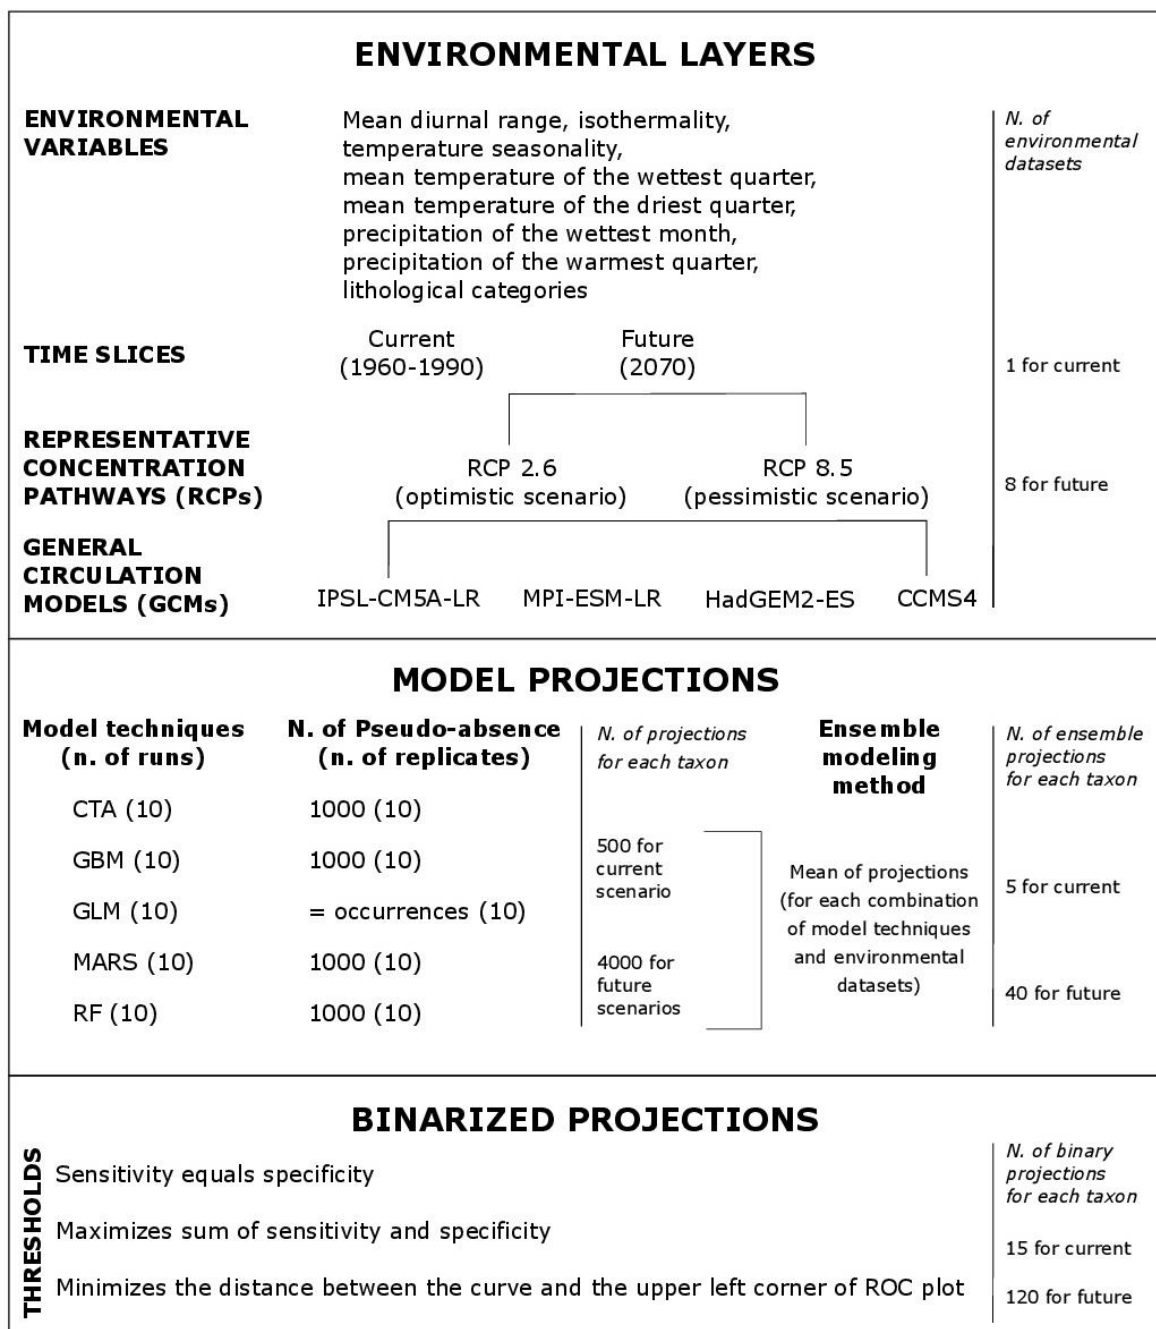 ENVIRONMENTAL LAYERS
ENVIRONMENTAL
VARIABLES
Mean diurnal range, isothermality,
temperature seasonality,
mean temperature of the wettest quarter,
mean temperature of the driest quarter,
precipitation of the wettest month,
precipitation of the warmest quarter,
lithological categories
N. of
environmental
datasets
TIME SLICES
Current
(1960-1990)
Future
(2070)
1 for current
REPRESENTATIVE
CONCENTRATION
PATHWAYS (RCPs)
RCP 2.6
(optimistic scenario)
RCP 8.5
(pessimistic scenario)
8 for future
GENERAL
CIRCULATION
MODELS (GCMs)
IPSL-CM5A-LR
MPI-ESM-LR
HadGEM2-ES
CCMS4
MODEL PROJECTIONS
Model techniques
(n. of runs)
N. of Pseudo-absence
(n. of replicates)
N. of projections
for each taxon
Ensemble
modeling
method
N. of ensemble
projections
for each taxon
CTA (10)
1000 (10)
GBM (10)
1000 (10)
GLM (10)
= occurrences (10)
MARS (10)
1000 (10)
RF (10)
1000 (10)
500 for
current
scenario
4000 for
future
scenarios
Mean of projections
(for each combination
of model techniques
and environmental
datasets)
5 for current
40 for future
BINARIZED PROJECTIONS
THRESHOLDS
Sensitivity equals specificity
Maximizes sum of sensitivity and specificity
Minimizes the distance between the curve and the upper left corner of ROC plot
N. of binary
projections
for each taxon
15 for current
120 for future